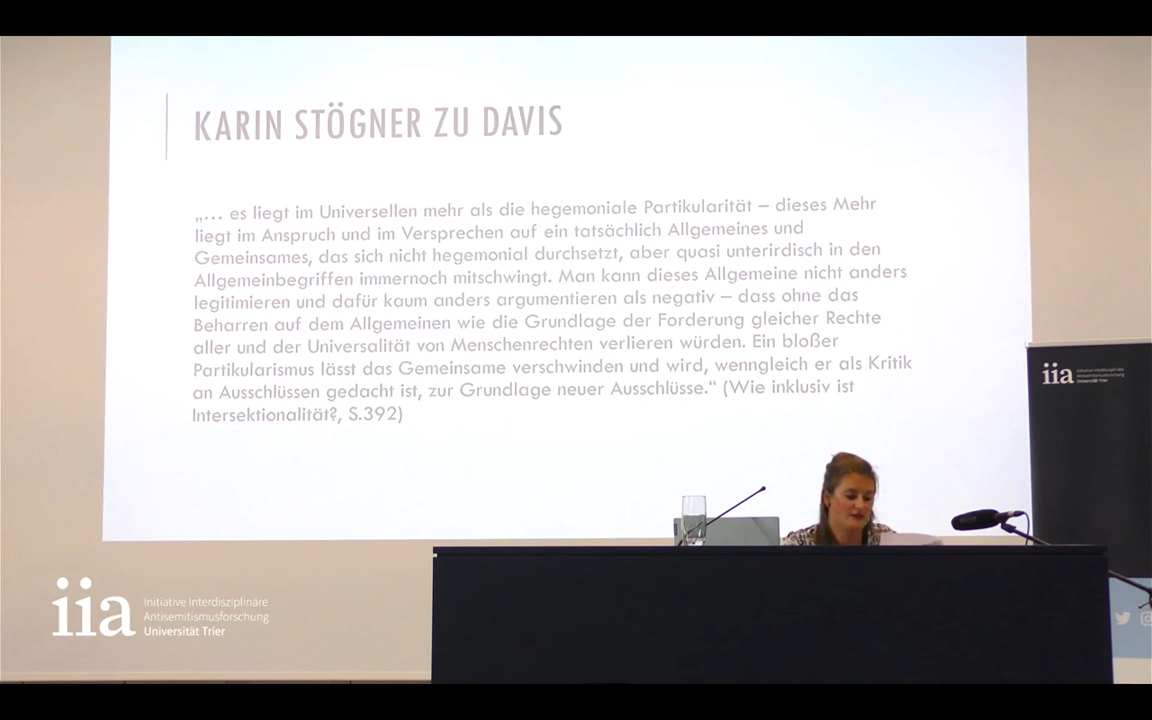 KARIN STÖGNER ZU DAVIS
„… es liegt im Universellen mehr als die hegemoniale Partikularität – dieses Mehr
liegt im Anspruch und im Versprechen auf ein tatsächlich Allgemeines und
Gemeinsames, das sich nicht hegemonial durchsetzt, aber quasi unterirdisch in den
Allgemeinbegriffen immernoch mitschwingt. Man kann dieses Allgemeine nicht anders
legitimieren und dafür kaum anders argumentieren als negativ – dass ohne das
Beharren auf dem Allgemeinen wie die Grundlage der Forderung gleicher Rechte
aller und der Universalität von Menschenrechten verlieren würden. Ein bloßer
Partikularismus lässt das Gemeinsame verschwinden und wird, wenngleich er als Kritik
an Ausschlüssen gedacht ist, zur Grundlage neuer Ausschlüsse.“ (Wie inklusiv ist
Intersektionalität?, S.392)
iia
Initiative Interdisziplinäre
Antisemitismusforschung
Universität Trier
iia
Initiative Interdisziplinäre
Antisemitismusforschung
Universität Trier